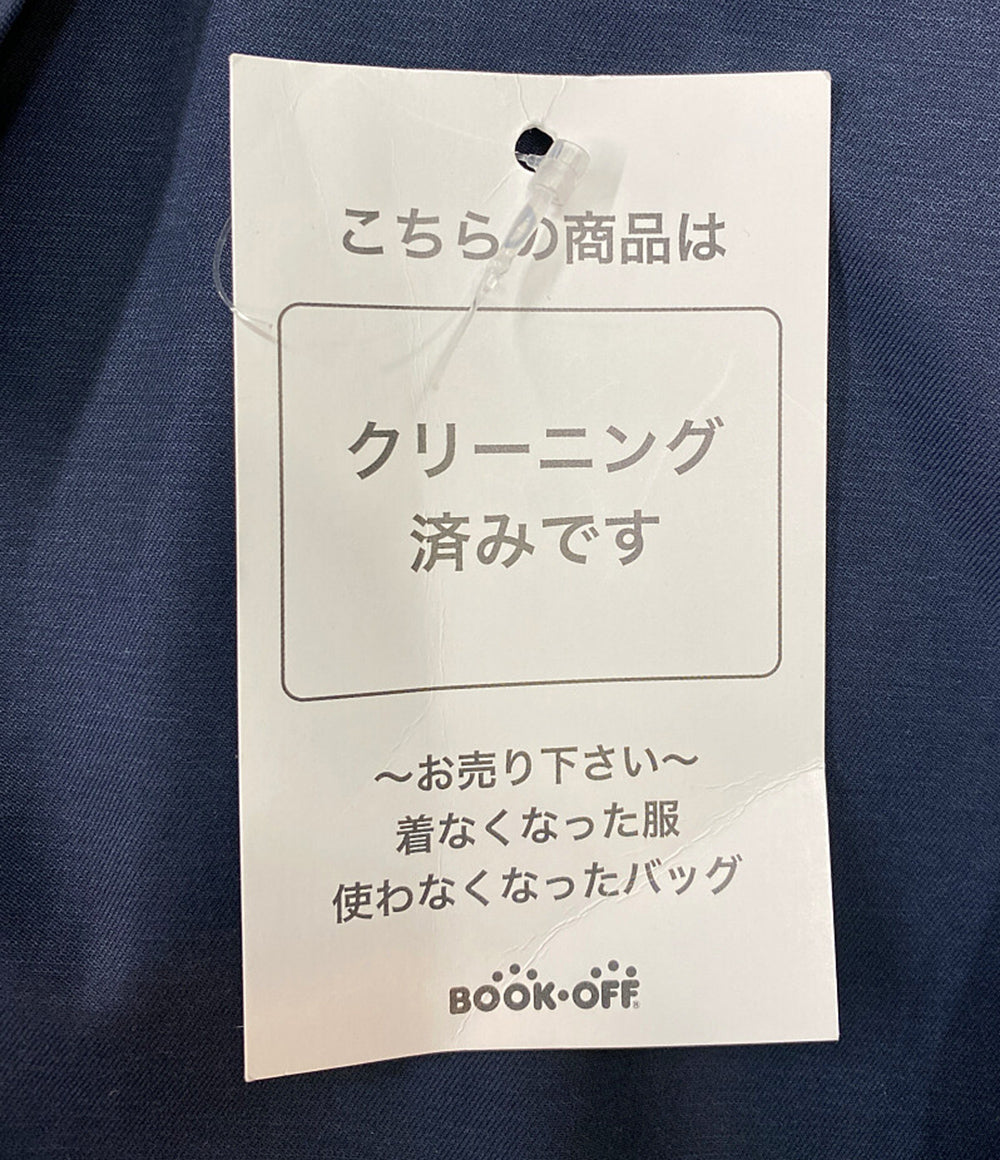 こちらの商品は
クリーニング
済みです
～お売り下さい～
着なくなった服
使わなくなったバッグ
BOOK・OFF®